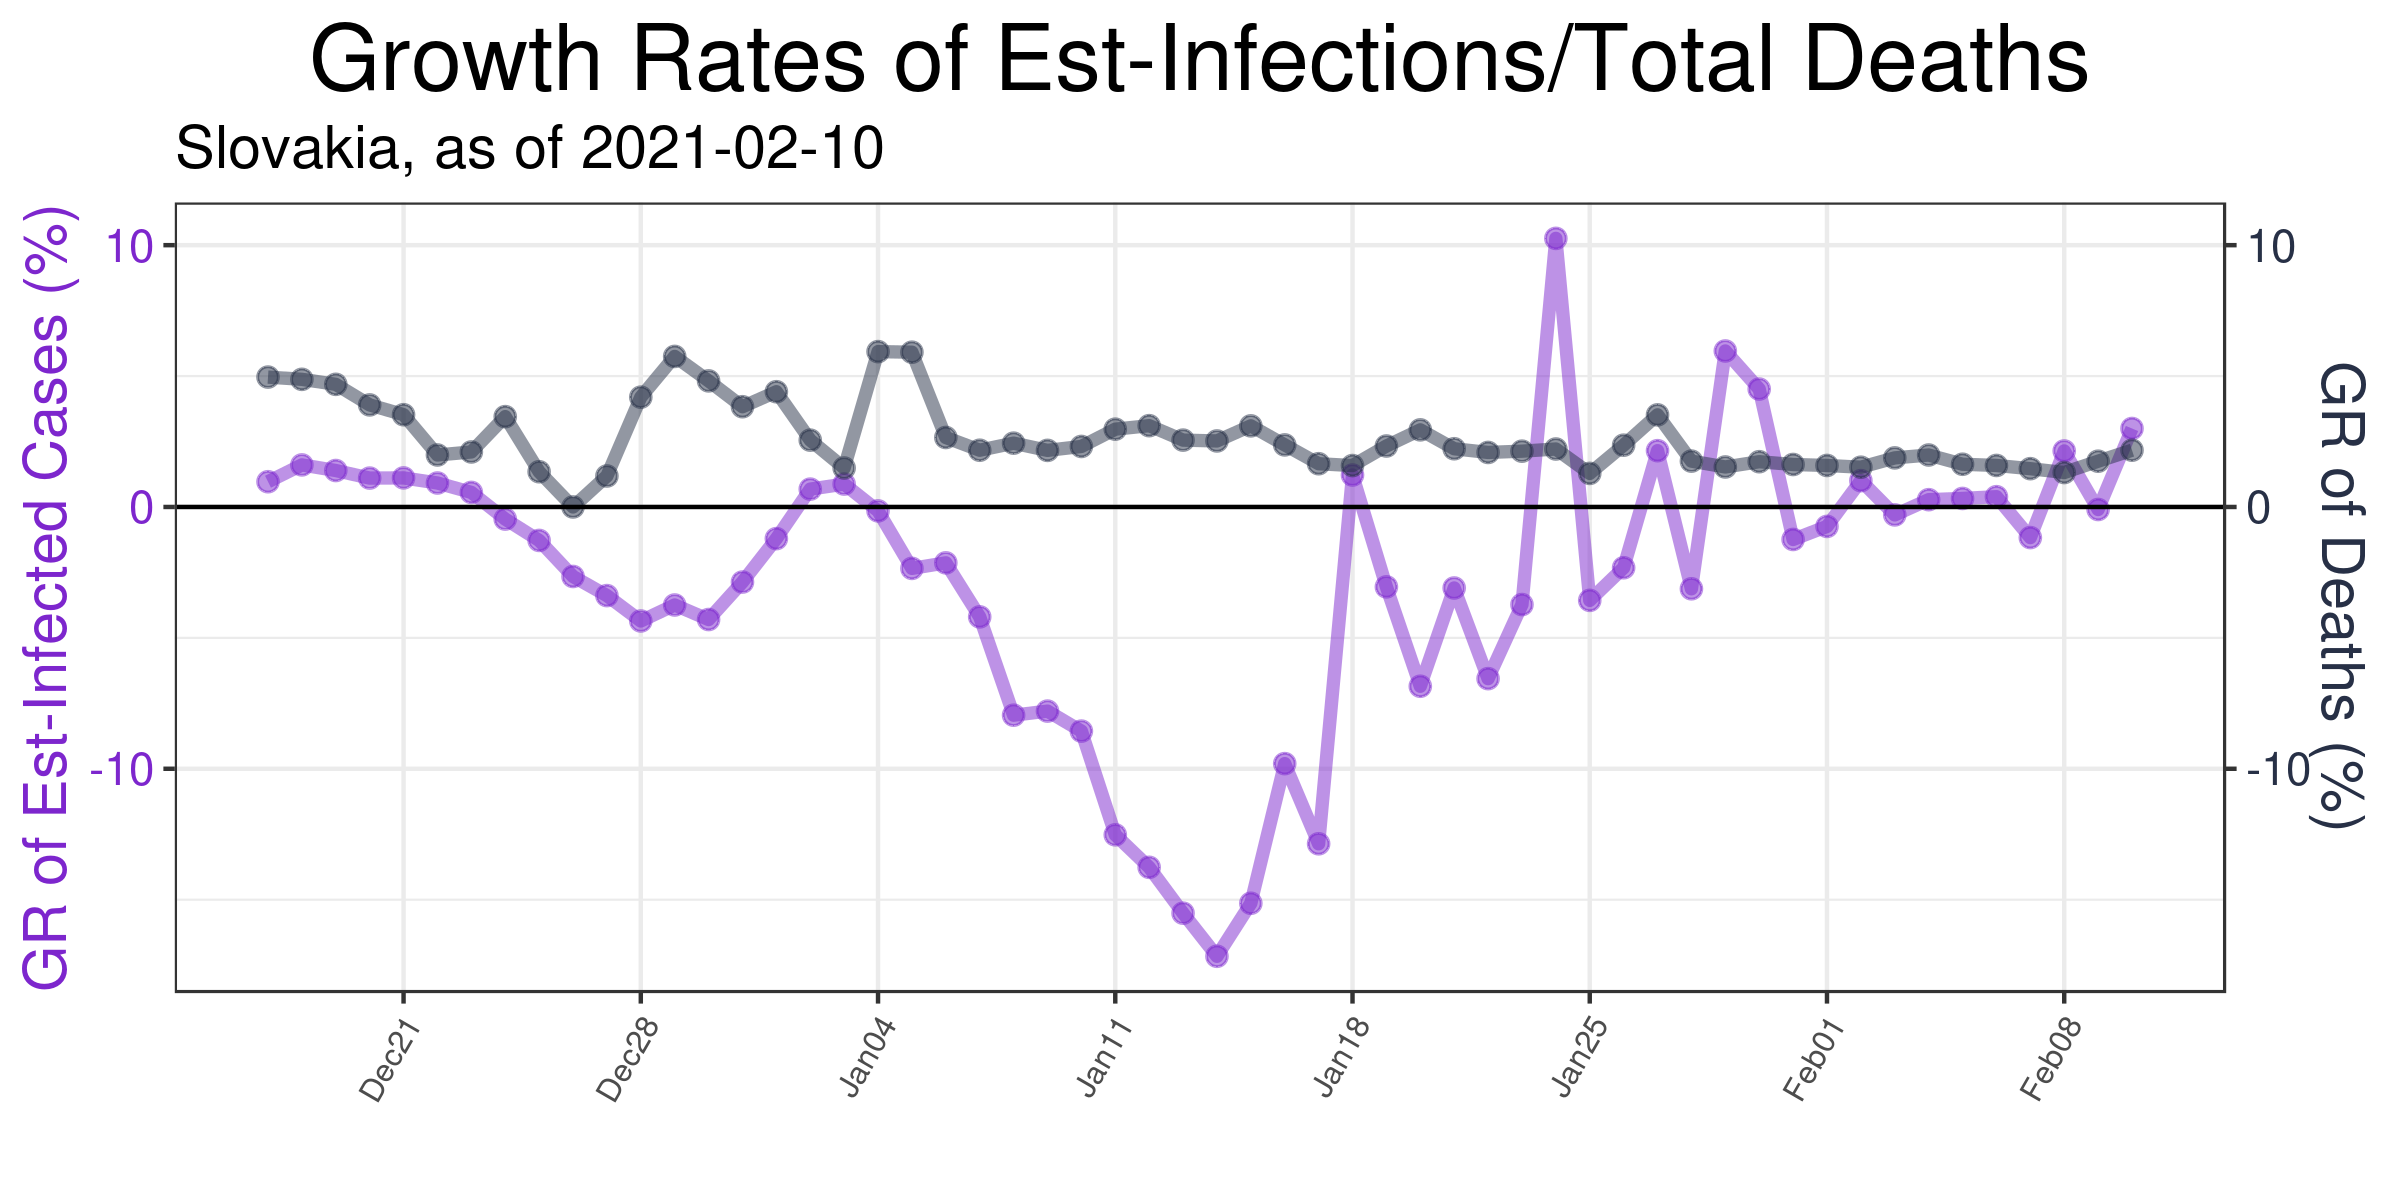 Growth Rates of Est-Infections/Total Deaths
Slovakia, as of 2021-02-10
GR of Est-Infected Cases (%)
10
0
-10
10
0
-10
GR of Deaths (%)
Dec21
Dec28
Jan04
Jan11
Jan18
Jan25
Feb01
Feb08